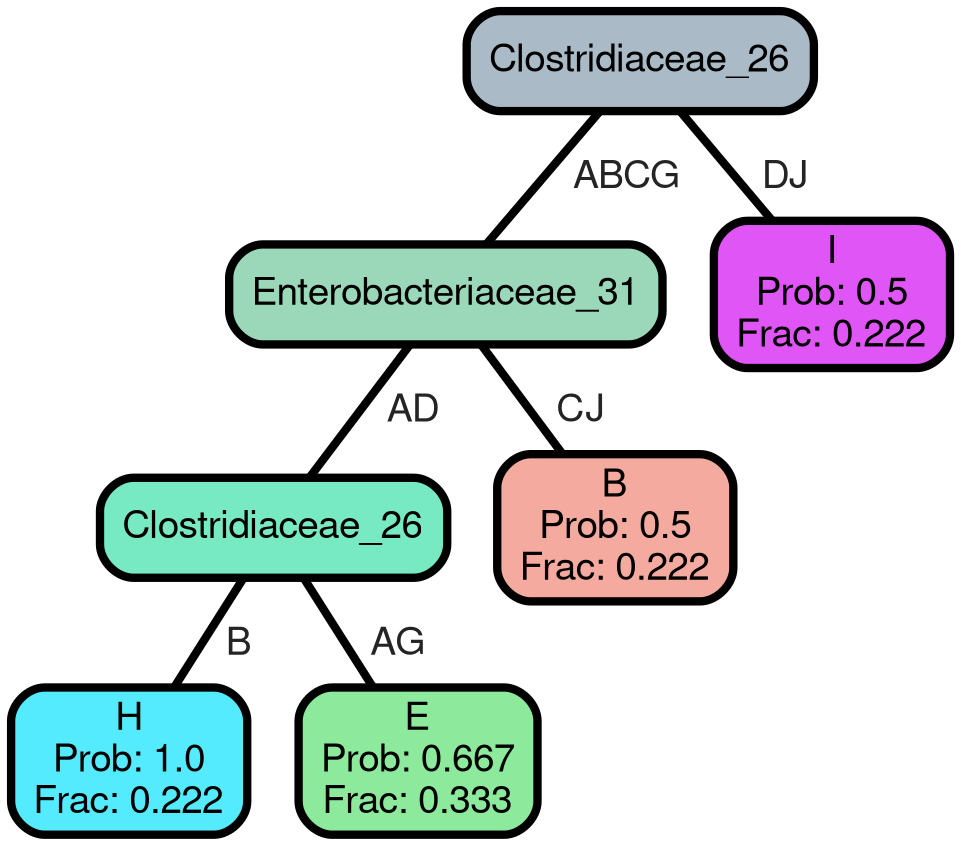 Clostridiaceae_26
ABCG
DJ
Enterobacteriaceae_31
I
Prob: 0.5
Frac: 0.222
AD
CJ
Clostridiaceae_26
B
Prob: 0.5
Frac: 0.222
B
AG
H
Prob: 1.0
Frac: 0.222
E
Prob: 0.667
Frac: 0.333